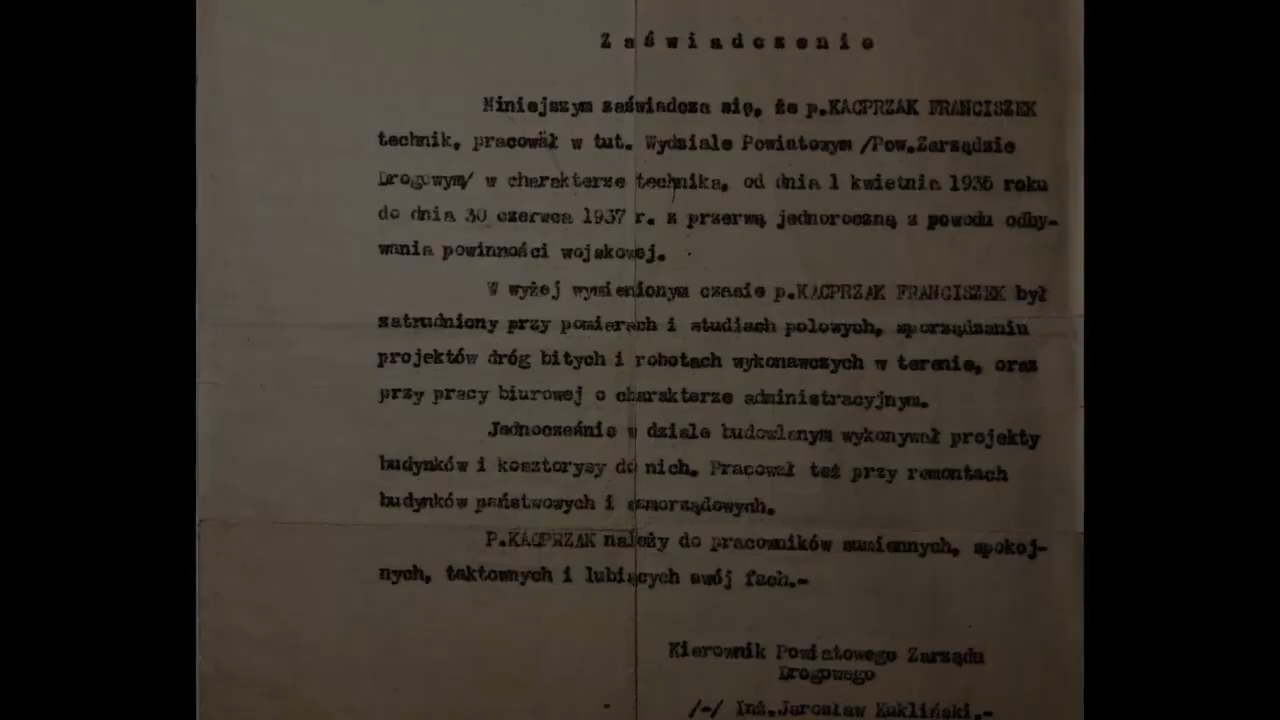 Zaświadczenie
Niniejszym zaświadcza się, że p.KACPRZAK FRANCISZEK
technik, pracował w tut. Wydziale Powiatowym /Pow.Zarządzie
Drogowym/ w charakterze technika, od dnia 1 kwietnia 1935 roku
do dnia 30 czerwca 1937 r. z przerwą jednoroczną z powodu odby-
wania powinności wojskowej.
W wyżej wymienionym czasie p.KACPRZAK FRANCISZEK był
zatrudniony przy pomiarach i studiach polowych, sporządzaniu
projektów dróg bitych i robotach wykonawczych w terenie, oraz
przy pracy biurowej o charakterze administracyjnym.
Jednocześnie w dziale budowlanym wykonywał projekty
budynków i kosztorysy do nich. Pracował też przy remontach
budynków państwowych i samorządowych.
P.KACPRZAK należy do pracowników sumiennych, spokoj-
nych, taktownych i lubiących swój fach.-
Kierownik Powiatowego Zarządu
Drogowego
/-/ Inż.Jarosław Kukliński.-